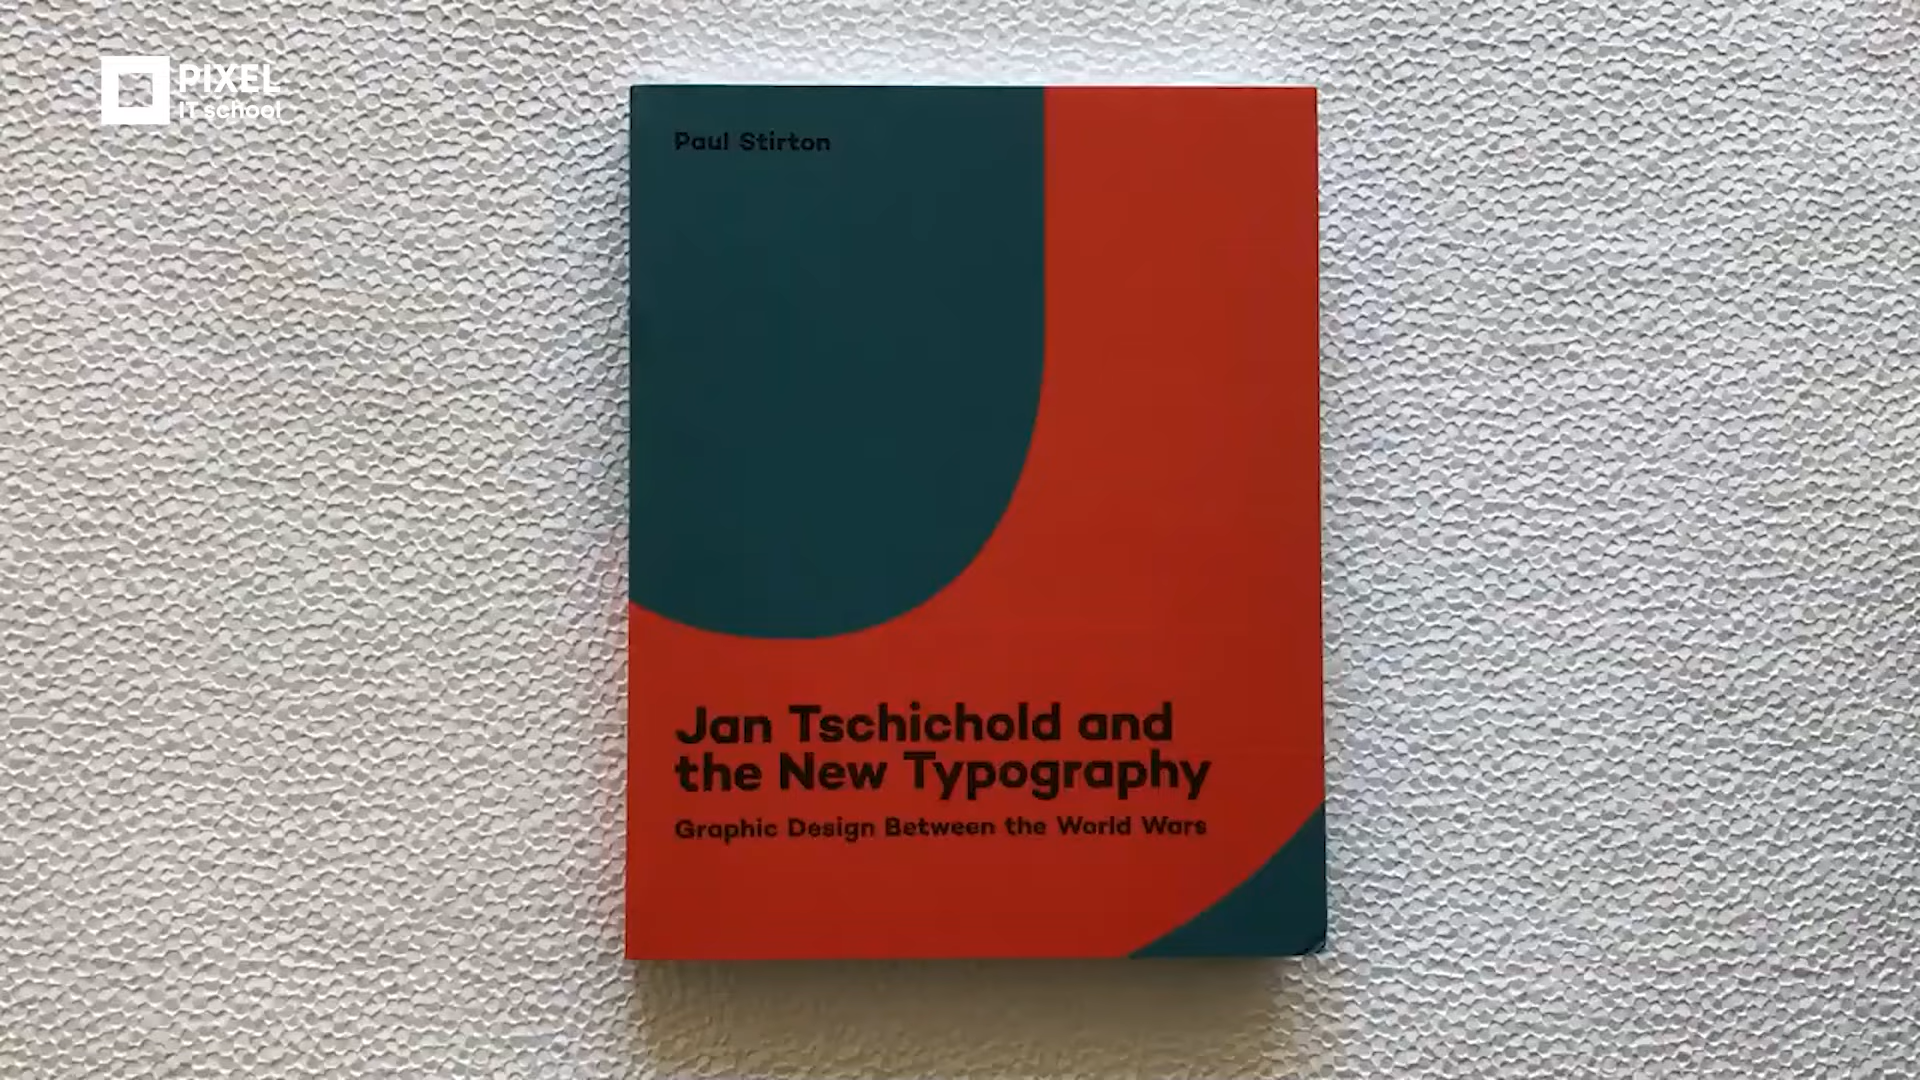 PIXEL
IT school
Paul Stirton
Jan Tschichold and
the New Typography
Graphic Design Between the World Wars